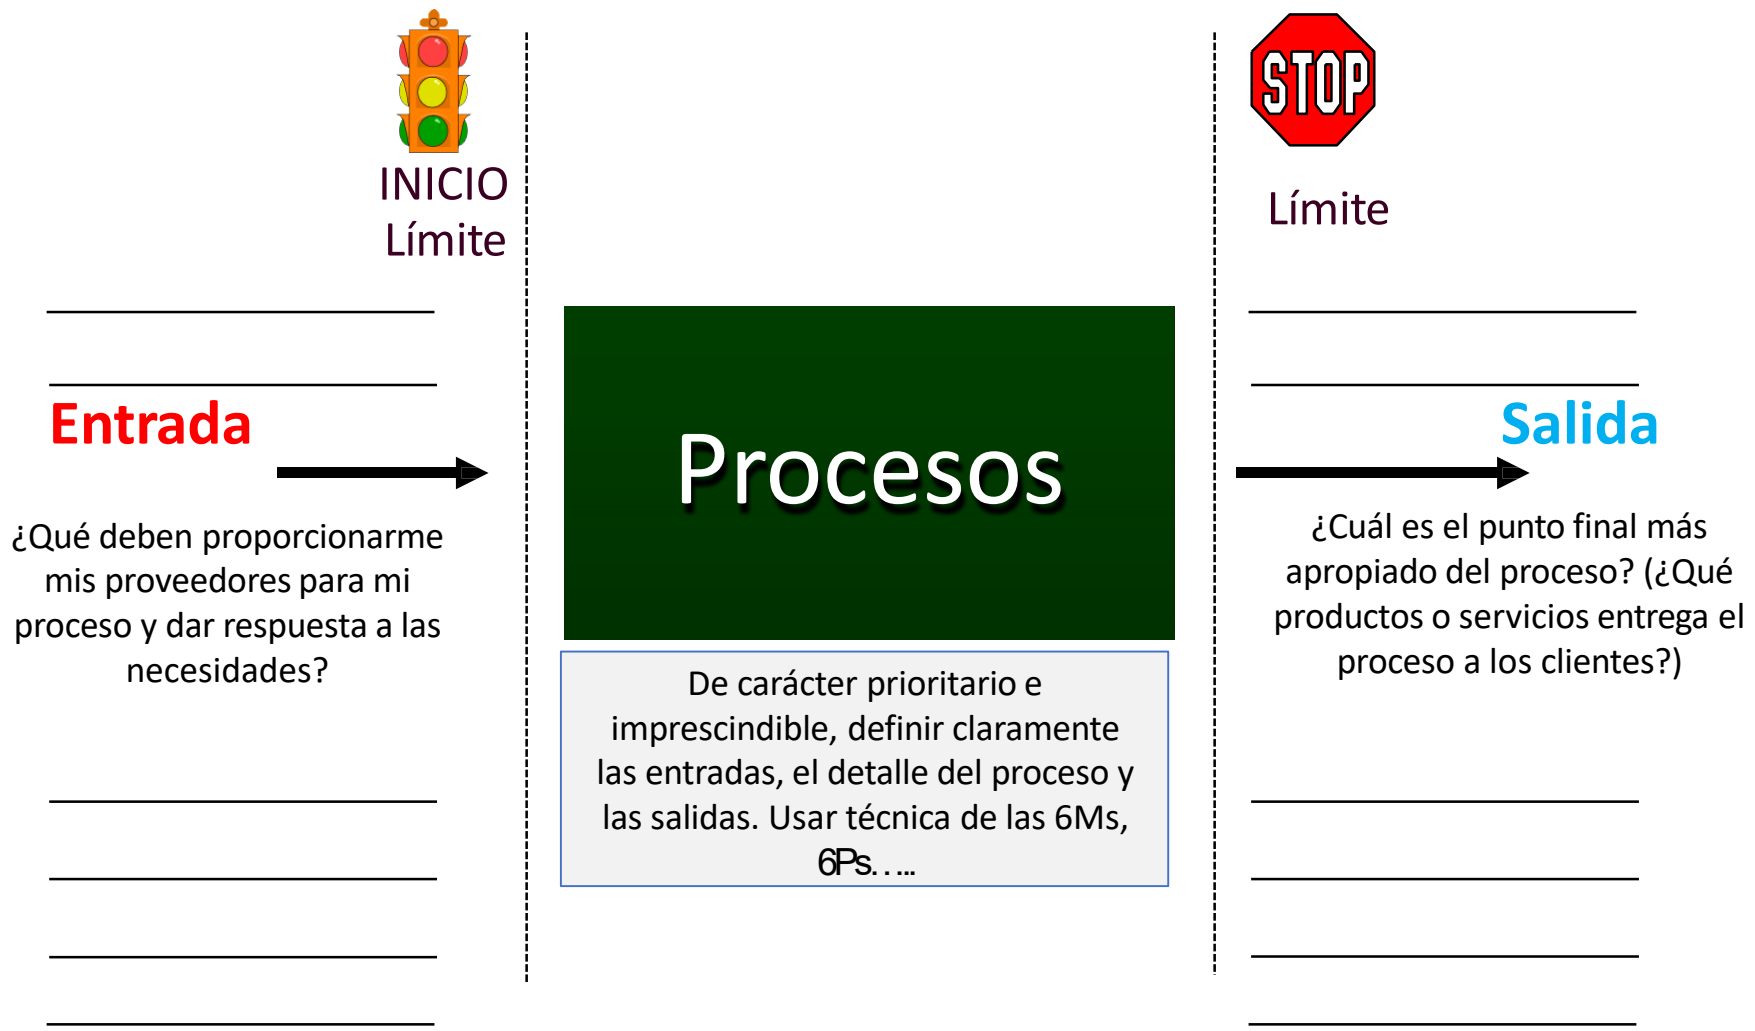 STOP
INICIO
Límite
Límite
Entrada
Procesos
Salida
¿Qué deben proporcionarme
mis proveedores para mi
proceso y dar respuesta a las
necesidades?
¿Cuál es el punto final más
apropiado del proceso? (¿Qué
productos o servicios entrega el
proceso a los clientes?)
De carácter prioritario e
imprescindible, definir claramente
las entradas, el detalle del proceso y
las salidas. Usar técnica de las 6Ms,
6Ps.....